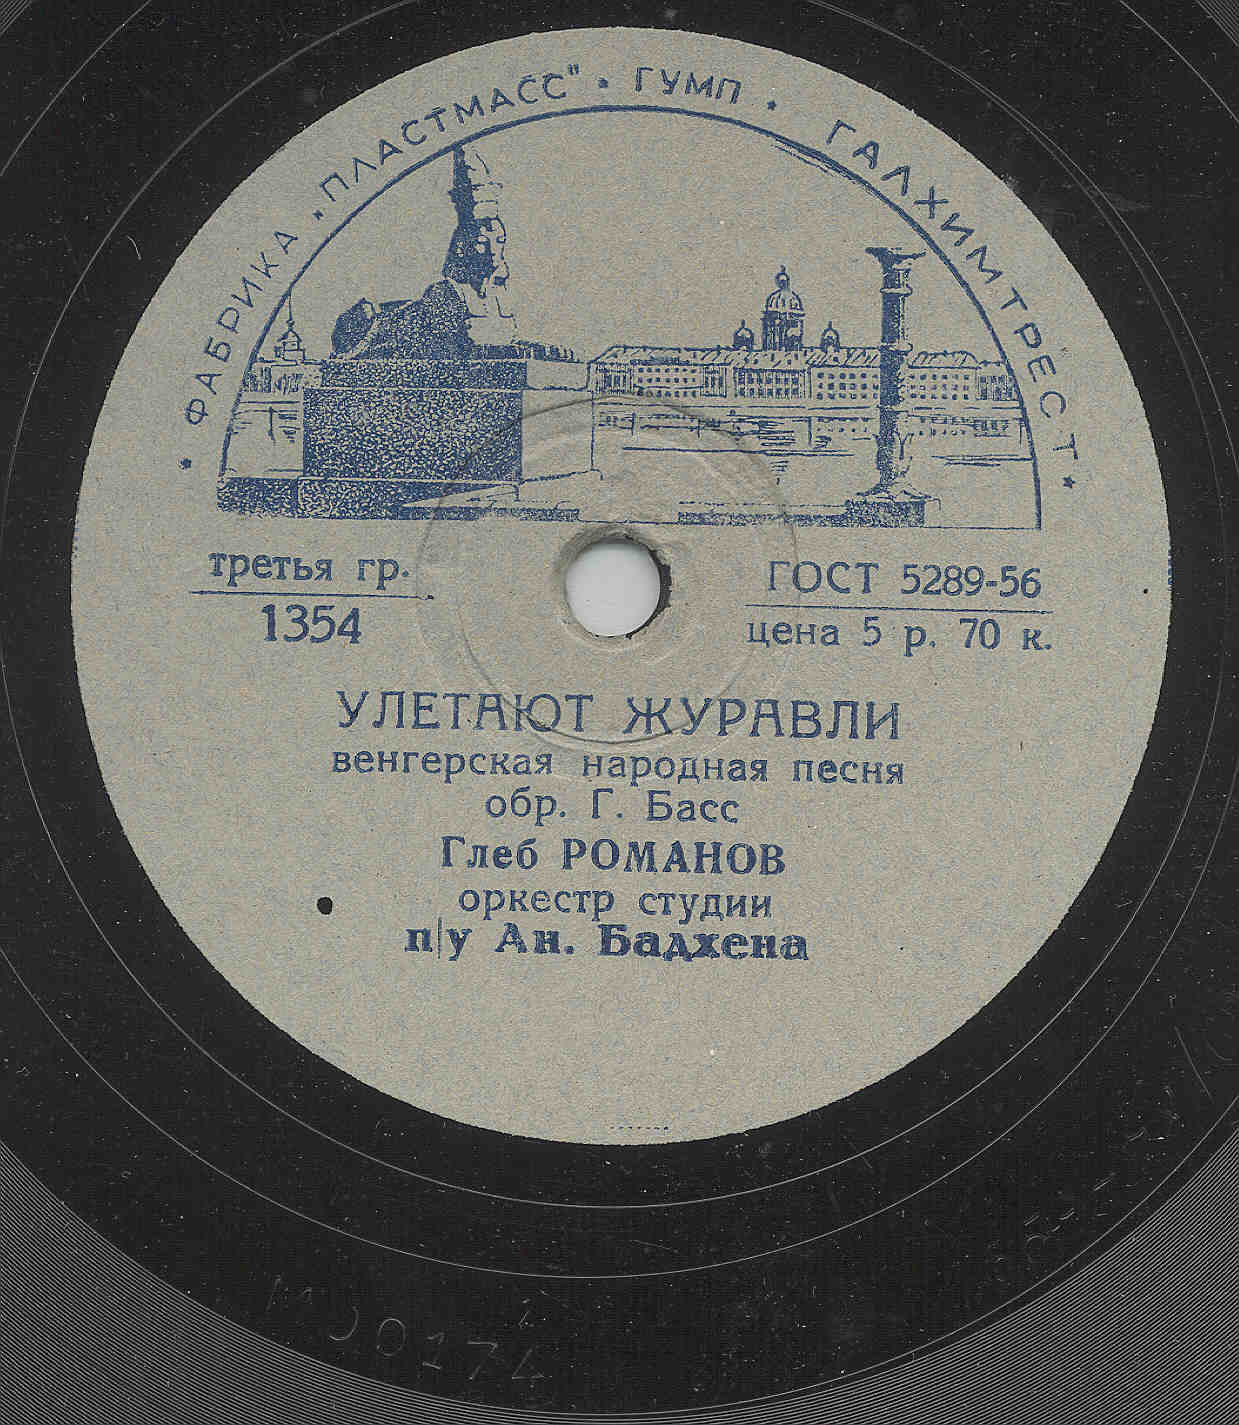 ФАБРИКА "ПЛАСТМАСС" • ГУМП • ГАЛХИМТРЕСТ
третья гр.
1354
ГОСТ 5289-56
цена 5 р. 70 к.
УЛЕТАЮТ ЖУРАВЛИ
венгерская народная песня
обр. Г. Басс
Глеб РОМАНОВ
оркестр студии
п/у Ан. Бадхена